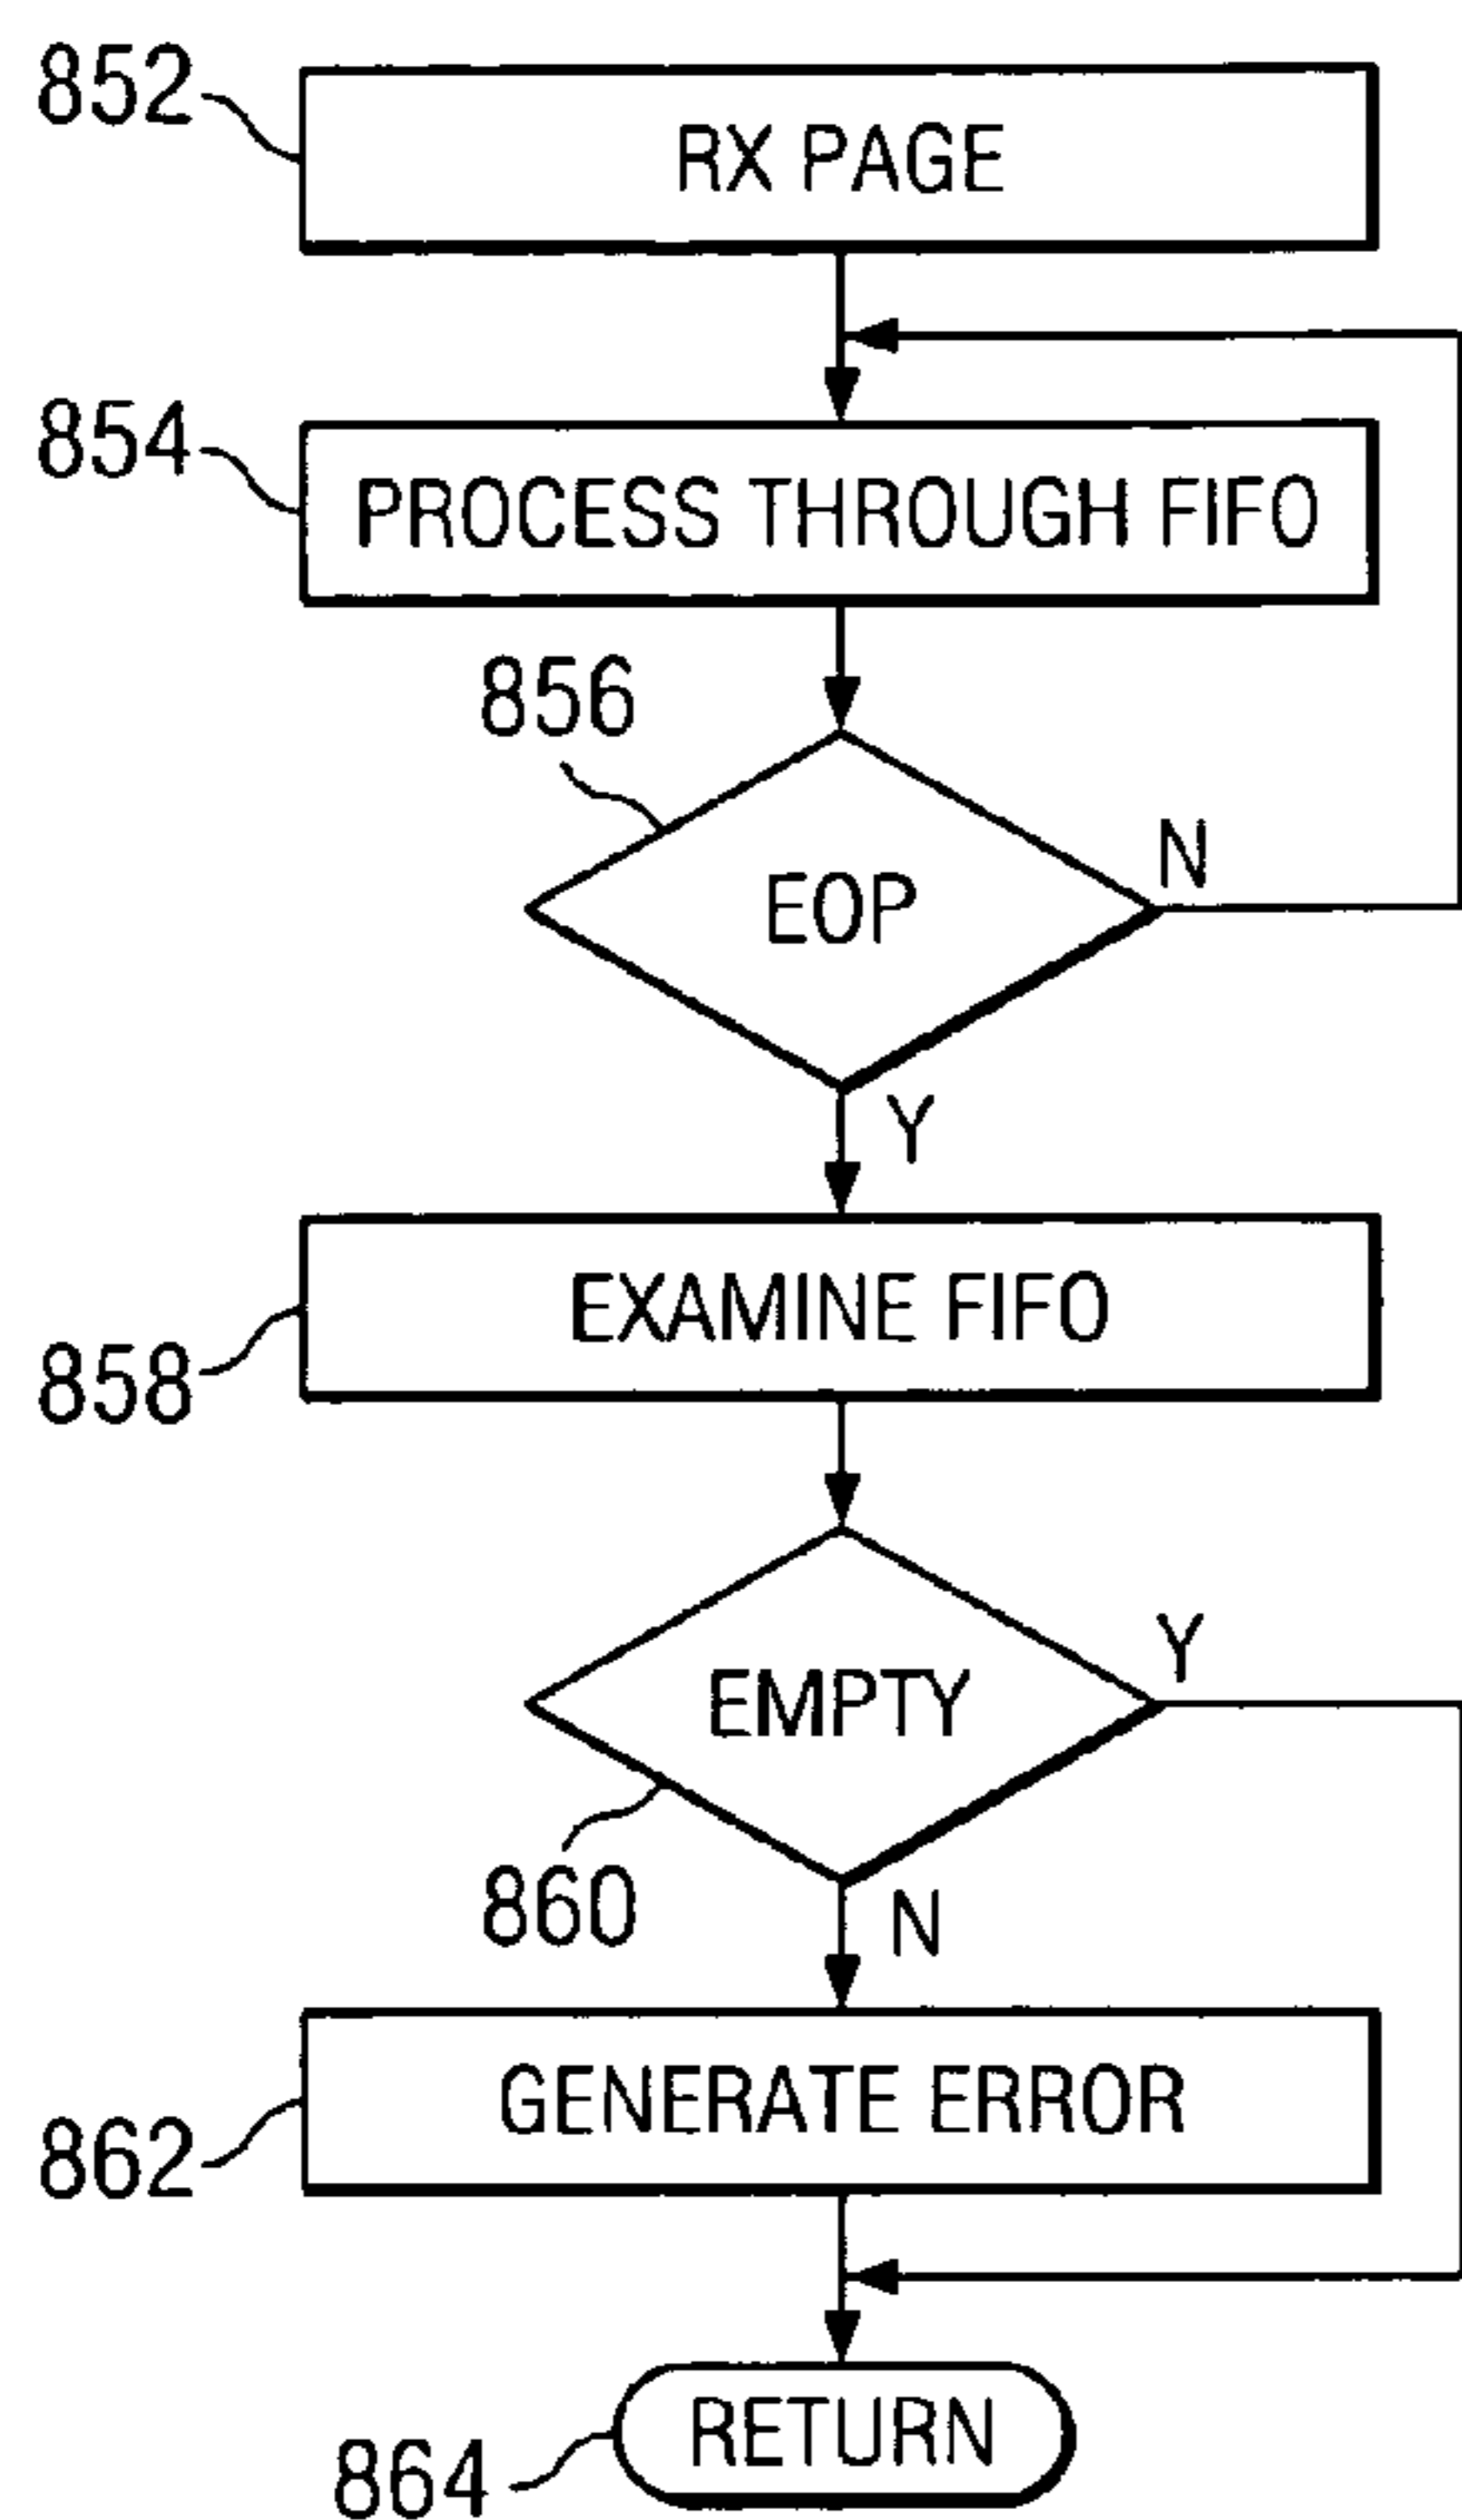 852
RX PAGE
854
PROCESS THROUGH FIFO
856
EOP
N
Y
EXAMINE FIFO
858
Y
EMPTY
860
N
GENERATE ERROR
862
RETURN
864